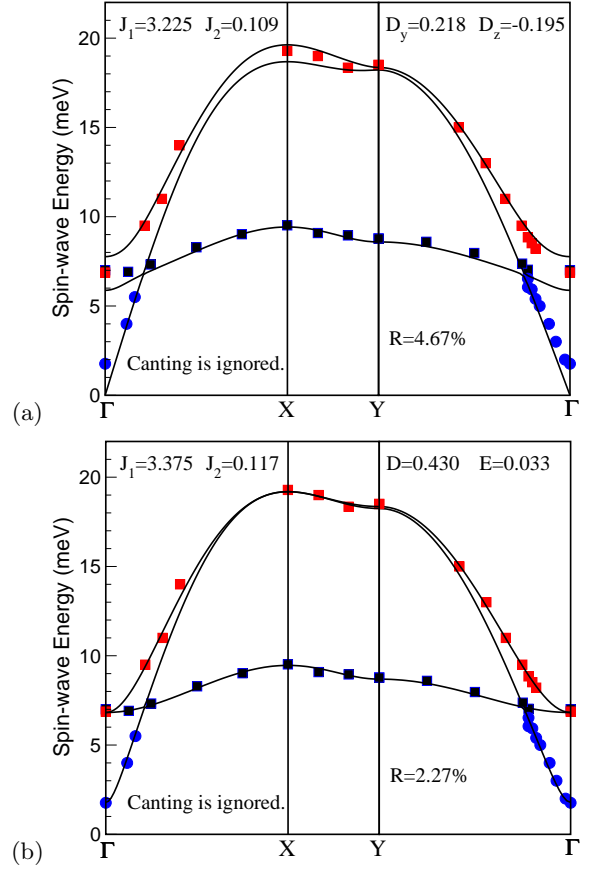 J1=3.225 J2=0.109 Dy=0.218 Dz=-0.195
20
15
10
5
0
Spin-wave Energy (meV)
R=4.67%
Canting is ignored.
(a)
Γ X Y Γ
J1=3.375 J2=0.117 D=0.430 E=0.033
20
15
10
5
0
Spin-wave Energy (meV)
R=2.27%
Canting is ignored.
(b)
Γ X Y Γ